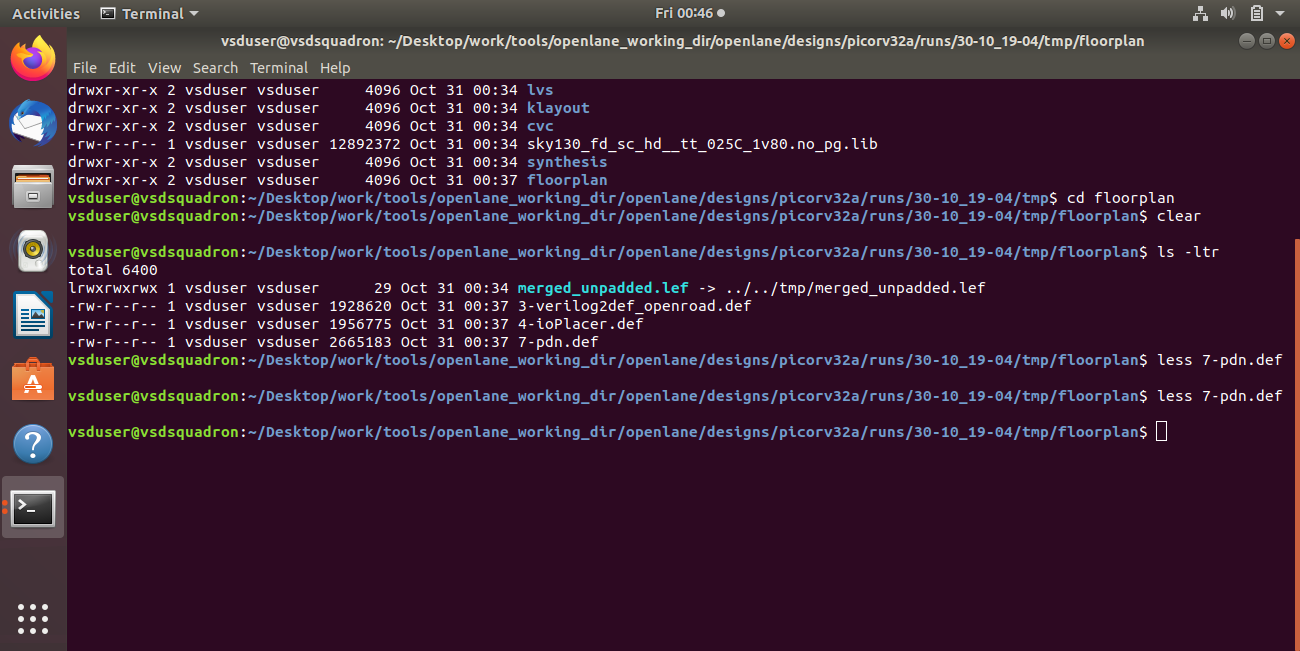 Activities Terminal Fri 00:46
vsduser@vsdsquadron: ~/Desktop/work/tools/openlane_working_dir/openlane/designs/picorv32a/runs/30-10_19-04/tmp/floorplan
File Edit View Search Terminal Help
drwxr-xr-x 2 vsduser vsduser     4096 Oct 31 00:34 lvs
drwxr-xr-x 2 vsduser vsduser     4096 Oct 31 00:34 klayout
drwxr-xr-x 2 vsduser vsduser     4096 Oct 31 00:34 cvc
-rw-r--r-- 1 vsduser vsduser 12892372 Oct 31 00:34 sky130_fd_sc_hd__tt_025C_1v80.no_pg.lib
drwxr-xr-x 2 vsduser vsduser     4096 Oct 31 00:34 synthesis
drwxr-xr-x 2 vsduser vsduser     4096 Oct 31 00:37 floorplan
vsduser@vsdsquadron:~/Desktop/work/tools/openlane_working_dir/openlane/designs/picorv32a/runs/30-10_19-04/tmp$ cd floorplan
vsduser@vsdsquadron:~/Desktop/work/tools/openlane_working_dir/openlane/designs/picorv32a/runs/30-10_19-04/tmp/floorplan$ clear
vsduser@vsdsquadron:~/Desktop/work/tools/openlane_working_dir/openlane/designs/picorv32a/runs/30-10_19-04/tmp/floorplan$ ls -ltr
total 6400
lrwxrwxrwx 1 vsduser vsduser       29 Oct 31 00:34 merged_unpadded.lef -> ../../tmp/merged_unpadded.lef
-rw-r--r-- 1 vsduser vsduser  1928620 Oct 31 00:37 3-verilog2def_openroad.def
-rw-r--r-- 1 vsduser vsduser  1956775 Oct 31 00:37 4-ioPlacer.def
-rw-r--r-- 1 vsduser vsduser  2665183 Oct 31 00:37 7-pdn.def
vsduser@vsdsquadron:~/Desktop/work/tools/openlane_working_dir/openlane/designs/picorv32a/runs/30-10_19-04/tmp/floorplan$ less 7-pdn.def
vsduser@vsdsquadron:~/Desktop/work/tools/openlane_working_dir/openlane/designs/picorv32a/runs/30-10_19-04/tmp/floorplan$ less 7-pdn.def
vsduser@vsdsquadron:~/Desktop/work/tools/openlane_working_dir/openlane/designs/picorv32a/runs/30-10_19-04/tmp/floorplan$